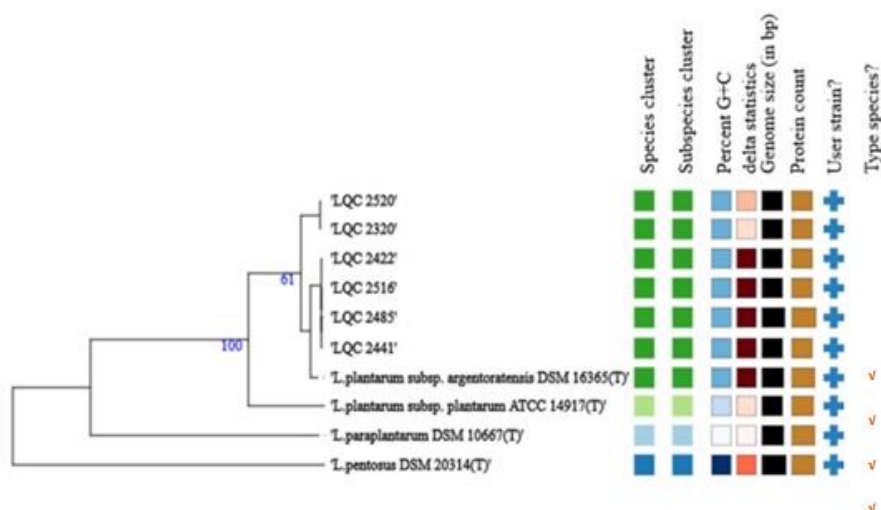 Species cluster
Subspecies cluster
Percent G+C
delta statistics
Genome size (in bp)
Protein count
User strain?
Type species?
'LQC 2520'
'LQC 2320'
'LQC 2422'
61
'LQC 2516'
'LQC 2485'
100
'LQC 2441'
'L.plantarum subsp. argentoratensis DSM 16365(T)' √
'L.plantarum subsp. plantarum ATCC 14917(T)'
√
'L.paraplantarum DSM 10667(T)'
'L.pentosus DSM 20314(T)' √
√